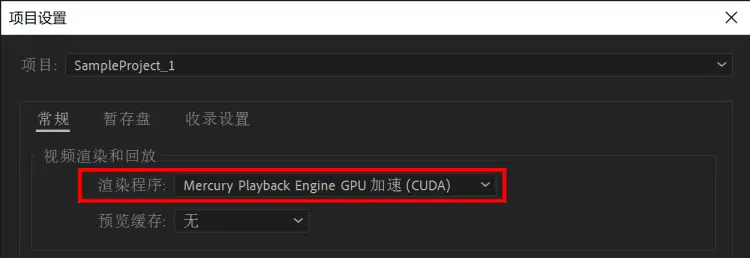 项目设置
项目: SampleProject_1
常规 暂存盘 收录设置
视频渲染和回放
渲染程序: Mercury Playback Engine GPU 加速 (CUDA)
预览缓存: 无